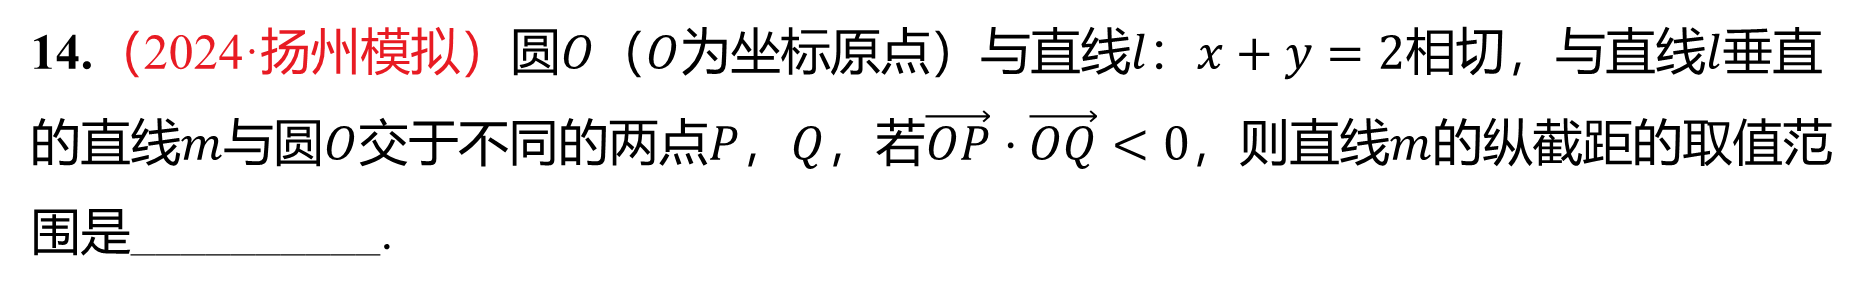 14.（2024·扬州模拟）圆O（O为坐标原点）与直线l：x + y = 2相切，与直线l垂直
的直线m与圆O交于不同的两点P，Q，若$\overrightarrow{OP}$ · $\overrightarrow{OQ}$ < 0，则直线m的纵截距的取值范
围是__________.